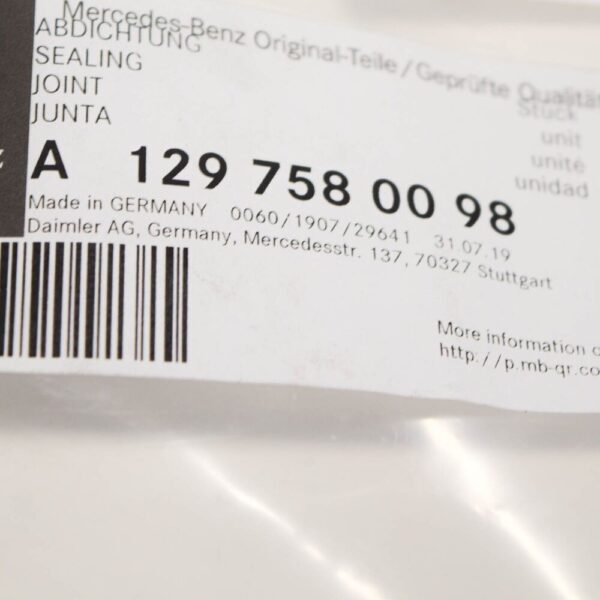 Mercedes-Benz Original-Teile / Geprüfte Qualität
ABDICHTUNG
SEALING
JOINT
JUNTA
Stück
unit
unité
unidad
A 129 758 00 98
Made in GERMANY 0060/1907/29641 31.07.19
Daimler AG, Germany, Mercedesstr. 137, 70327 Stuttgart
More information
http://p.mb-qr.co